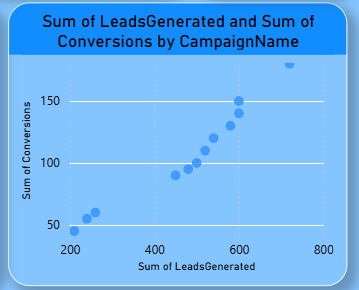 Sum of LeadsGenerated and Sum of
Conversions by CampaignName
Sum of Conversions
150
100
50
200 400 600 800
Sum of LeadsGenerated